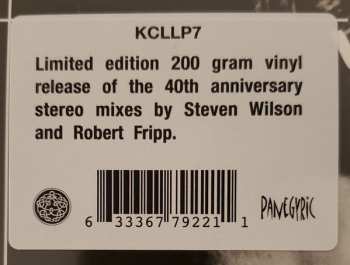 KCLLP7
Limited edition 200 gram vinyl
release of the 40th anniversary
stereo mixes by Steven Wilson
and Robert Fripp.
6 33367 79221 1
PANEGYRIC